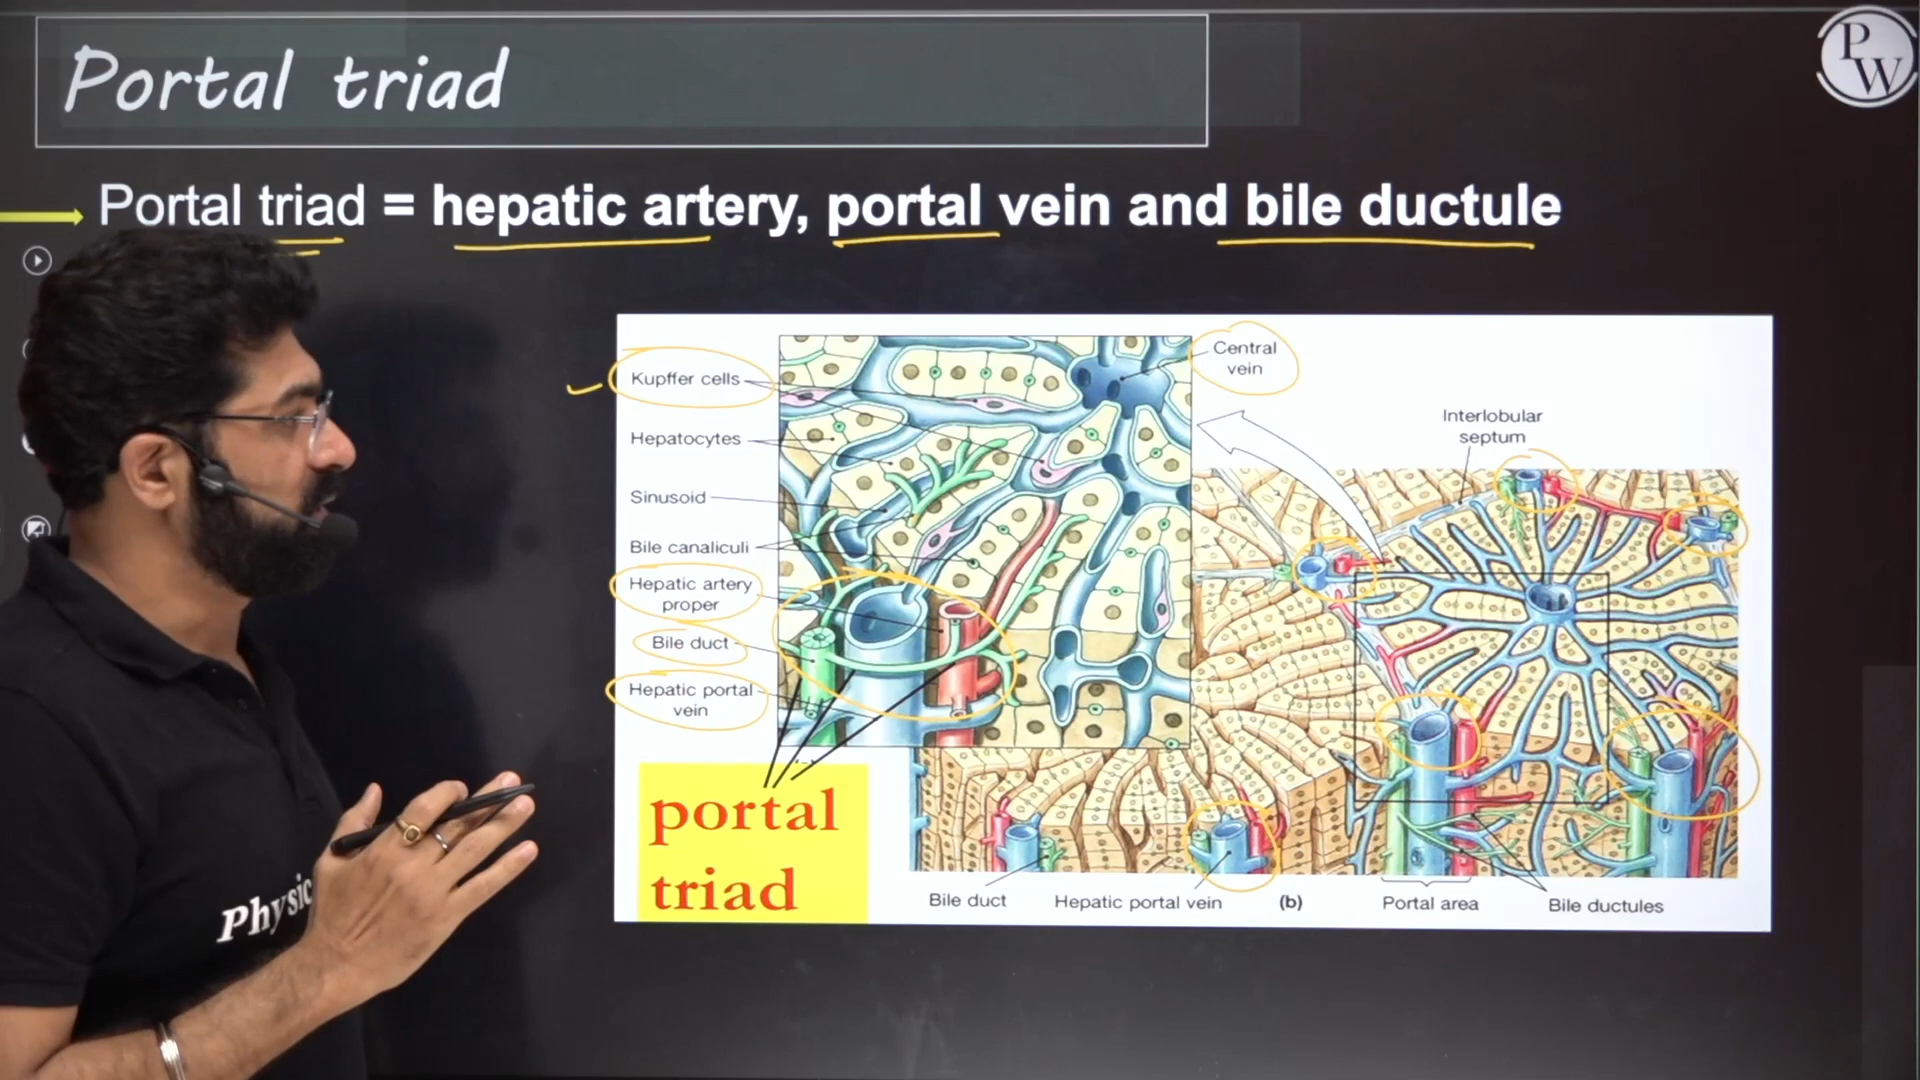 Portal triad
P
W
Portal triad = hepatic artery, portal vein and bile ductule
Kupffer cells
Hepatocytes
Sinusoid
Bile canaliculi
Hepatic artery
proper
Bile duct
Hepatic portal
vein
Central
vein
Interlobular
septum
portal
triad
Bile duct
Hepatic portal vein
(b)
Portal area
Bile ductules
Physic